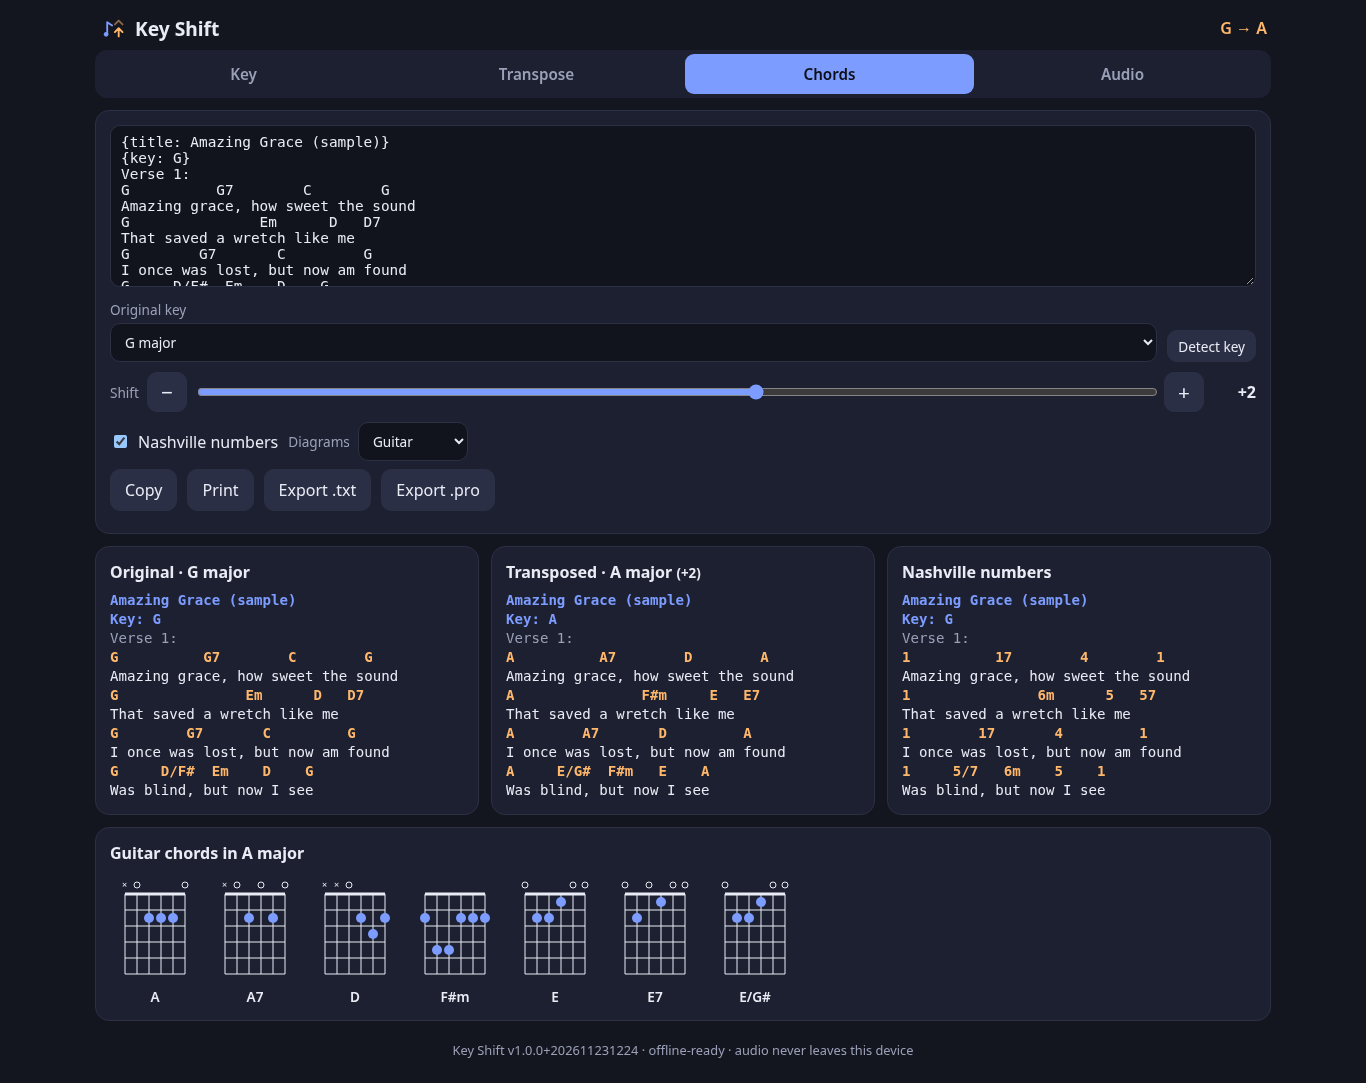 Key Shift
G → A
Key Transpose Chords Audio
{title: Amazing Grace (sample)}
{key: G}
Verse 1:
G          G7        C        G
Amazing grace, how sweet the sound
G               Em      D   D7
That saved a wretch like me
G        G7       C         G
I once was lost, but now am found
G     D/F#  Em    D    G
Original key
G major
Detect key
Shift − + +2
Nashville numbers Diagrams Guitar
Copy Print Export .txt Export .pro
Original · G major
Amazing Grace (sample)
Key: G
Verse 1:
G          G7        C        G
Amazing grace, how sweet the sound
G               Em      D   D7
That saved a wretch like me
G        G7       C         G
I once was lost, but now am found
G     D/F#  Em    D    G
Was blind, but now I see
Transposed · A major (+2)
Amazing Grace (sample)
Key: A
Verse 1:
A          A7        D        A
Amazing grace, how sweet the sound
A               F#m     E   E7
That saved a wretch like me
A        A7       D         A
I once was lost, but now am found
A     E/G#  F#m   E    A
Was blind, but now I see
Nashville numbers
Amazing Grace (sample)
Key: G
Verse 1:
1          17        4        1
Amazing grace, how sweet the sound
1               6m      5   57
That saved a wretch like me
1        17       4         1
I once was lost, but now am found
1     5/7   6m    5    1
Was blind, but now I see
Guitar chords in A major
A A7 D F#m E E7 E/G#
Key Shift v1.0.0+202611231224 · offline-ready · audio never leaves this device